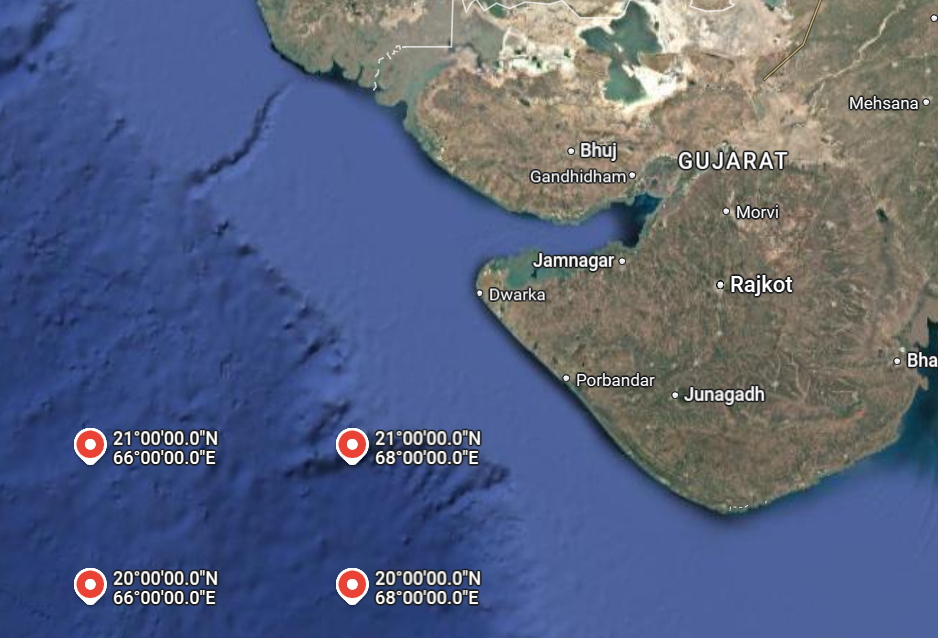 Mehsana
Bhuj
GUJARAT
Gandhidham
Morvi
Jamnagar
Rajkot
Dwarka
Bha
Porbandar
Junagadh
21°00'00.0"N
66°00'00.0"E
21°00'00.0"N
68°00'00.0"E
20°00'00.0"N
66°00'00.0"E
20°00'00.0"N
68°00'00.0"E